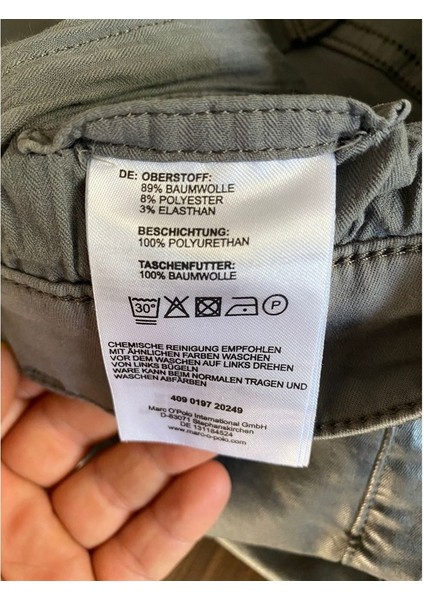 DE: OBERSTOFF:
89% BAUMWOLLE
8% POLYESTER
3% ELASTHAN
BESCHICHTUNG:
100% POLYURETHAN
TASCHENFUTTER:
100% BAUMWOLLE
30° P
CHEMISCHE REINIGUNG EMPFOHLEN
MIT ÄHNLICHEN FARBEN WASCHEN
VOR DEM WASCHEN AUF LINKS DREHEN
VON LINKS BÜGELN
WARE KANN BEIM NORMALEN TRAGEN UND
WASCHEN ABFÄRBEN
409 0197 20249
Marc O'Polo International GmbH
D-83071 Stephanskirchen
DE 131184524
www.marc-o-polo.com